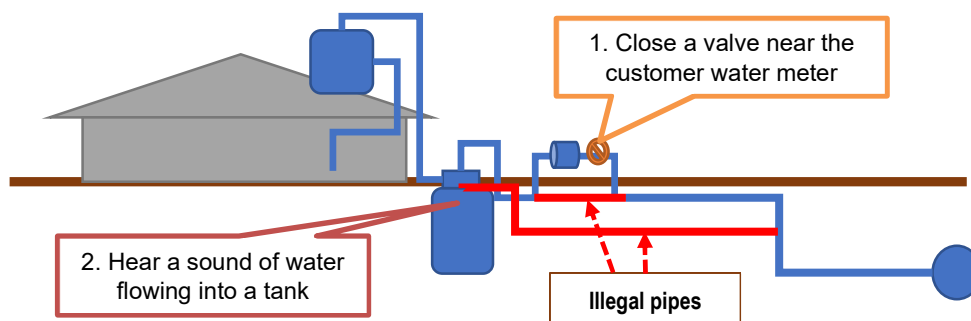 1. Close a valve near the
customer water meter
2. Hear a sound of water
flowing into a tank
Illegal pipes